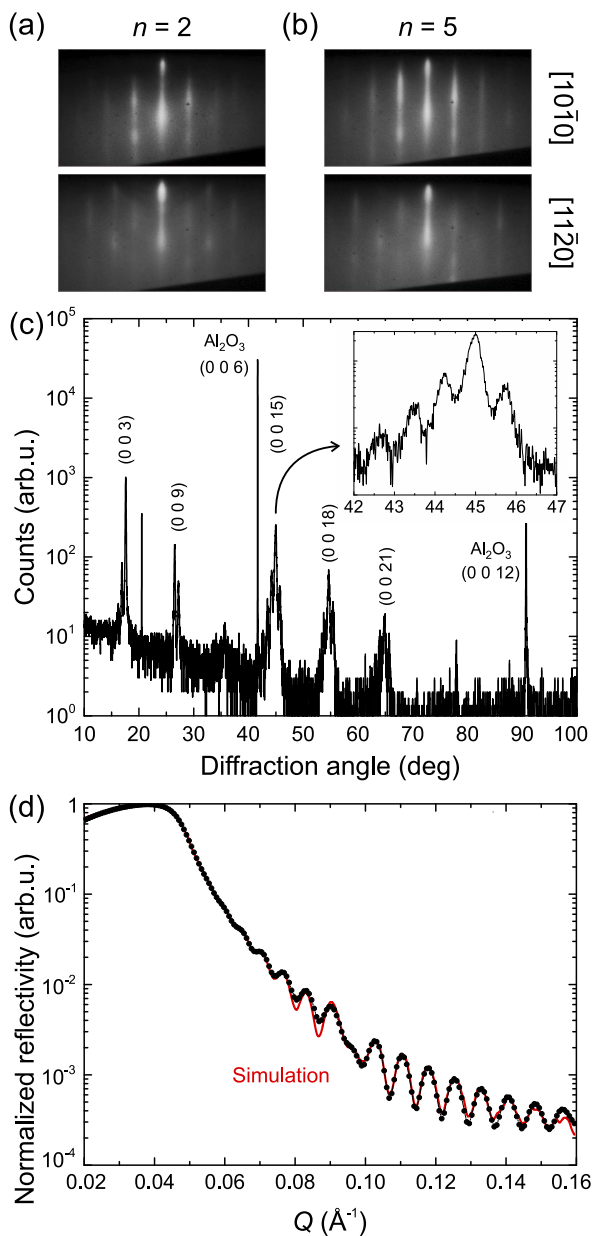 (a) n = 2 (b) n = 5
[101̄0]
[112̄0]
(c)
Counts (arb.u.)
10⁵
10⁴
10³
10²
10¹
10⁰
(0 0 3)
(0 0 9)
Al₂O₃
(0 0 6)
(0 0 15)
(0 0 18)
(0 0 21)
Al₂O₃
(0 0 12)
42 43 44 45 46 47
10 20 30 40 50 60 70 80 90 100
Diffraction angle (deg)
(d)
Normalized reflectivity (arb.u.)
1
10⁻¹
10⁻²
10⁻³
10⁻⁴
Simulation
0.02 0.04 0.06 0.08 0.10 0.12 0.14 0.16
Q (Å⁻¹)